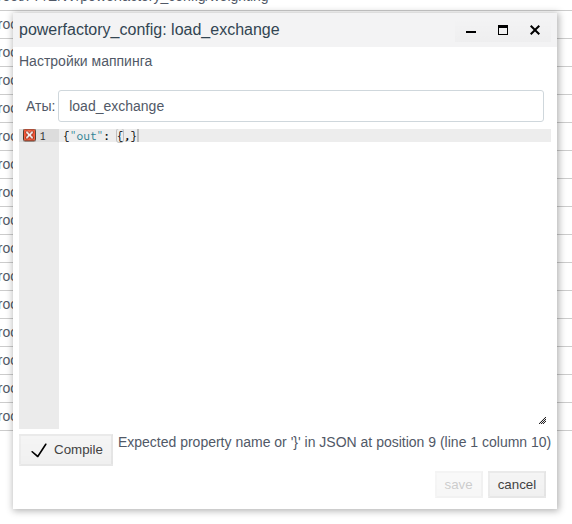 powerfactory_config: load_exchange
Настройки маппинга
Аты: load_exchange
1 {"out": {,}
Compile Expected property name or '}' in JSON at position 9 (line 1 column 10)
save cancel